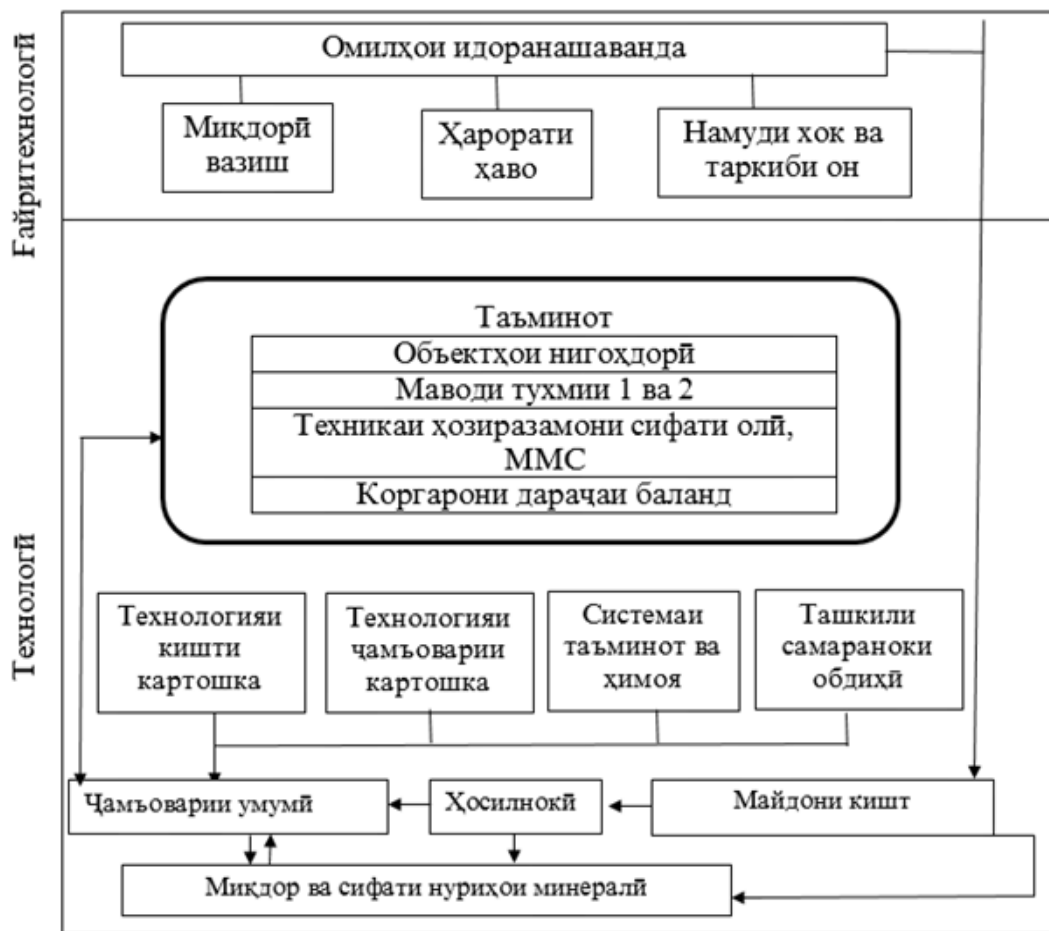 Ғайритехнологӣ
Омилҳои идоранашаванда
Миқдорӣ
вазиш
Ҳарорати
ҳаво
Намуди хок ва
таркиби он
Технологӣ
Таъминот
Объектҳои нигоҳдорӣ
Маводи тухмии 1 ва 2
Техникаи ҳозиразамони сифати олӣ,
ММС
Коргарони дараҷаи баланд
Технологияи
кишти
картошка
Технологияи
ҷамъоварии
картошка
Системаи
таъминот ва
ҳимоя
Ташкили
самараноки
обдиҳӣ
Ҷамъоварии умумӣ
Ҳосилнокӣ
Майдони кишт
Миқдор ва сифати нуриҳои минералӣ